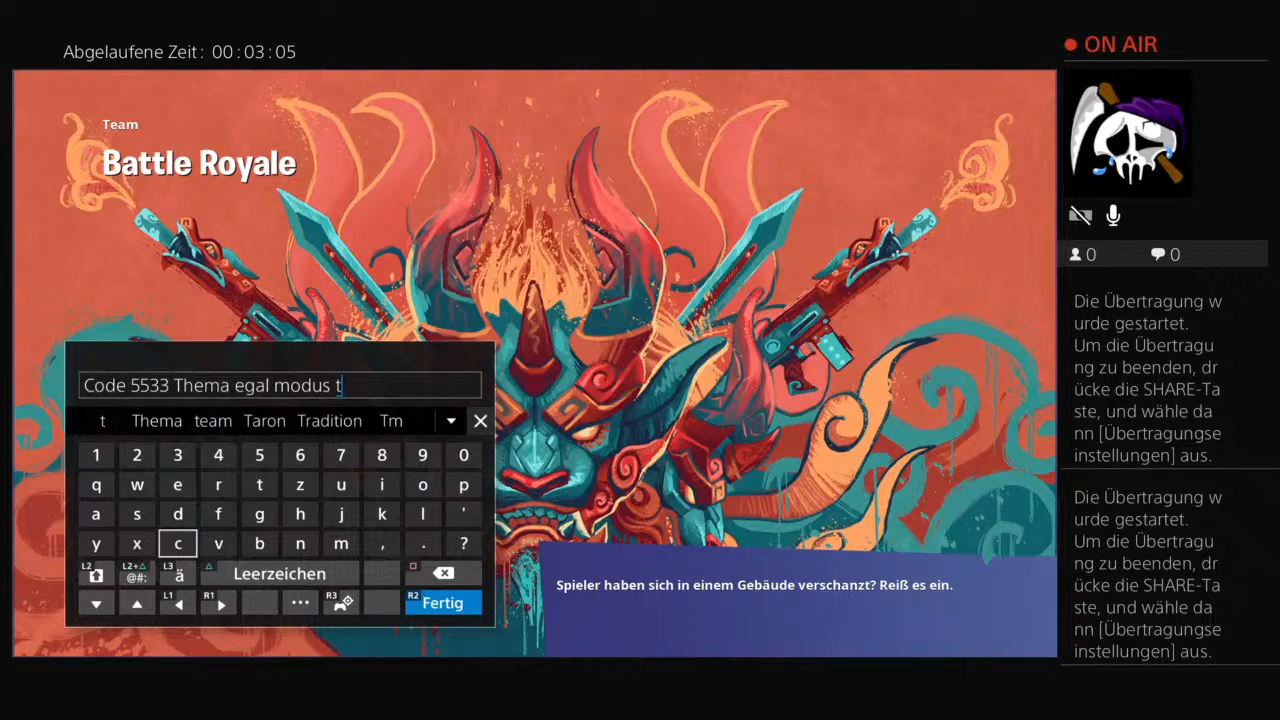 Abgelaufene Zeit: 00:03:05
ON AIR
Team
Battle Royale
0 0
Die Übertragung w
urde gestartet.
Um die Übertragu
ng zu beenden, dr
ücke die SHARE-Ta
ste, und wähle da
nn [Übertragungse
instellungen] aus.
Die Übertragung w
urde gestartet.
Um die Übertragu
ng zu beenden, dr
ücke die SHARE-Ta
ste, und wähle da
nn [Übertragungse
instellungen] aus.
Code 5533 Thema egal modus t
t Thema team Taron Tradition Tm
1 2 3 4 5 6 7 8 9 0
q w e r t z u i o p
a s d f g h j k l '
y x c v b n m , . ?
L2 L2+△ @#: L3 ä △ Leerzeichen □
L1 R1 ... R3 R2 Fertig
Spieler haben sich in einem Gebäude verschanzt? Reiß es ein.